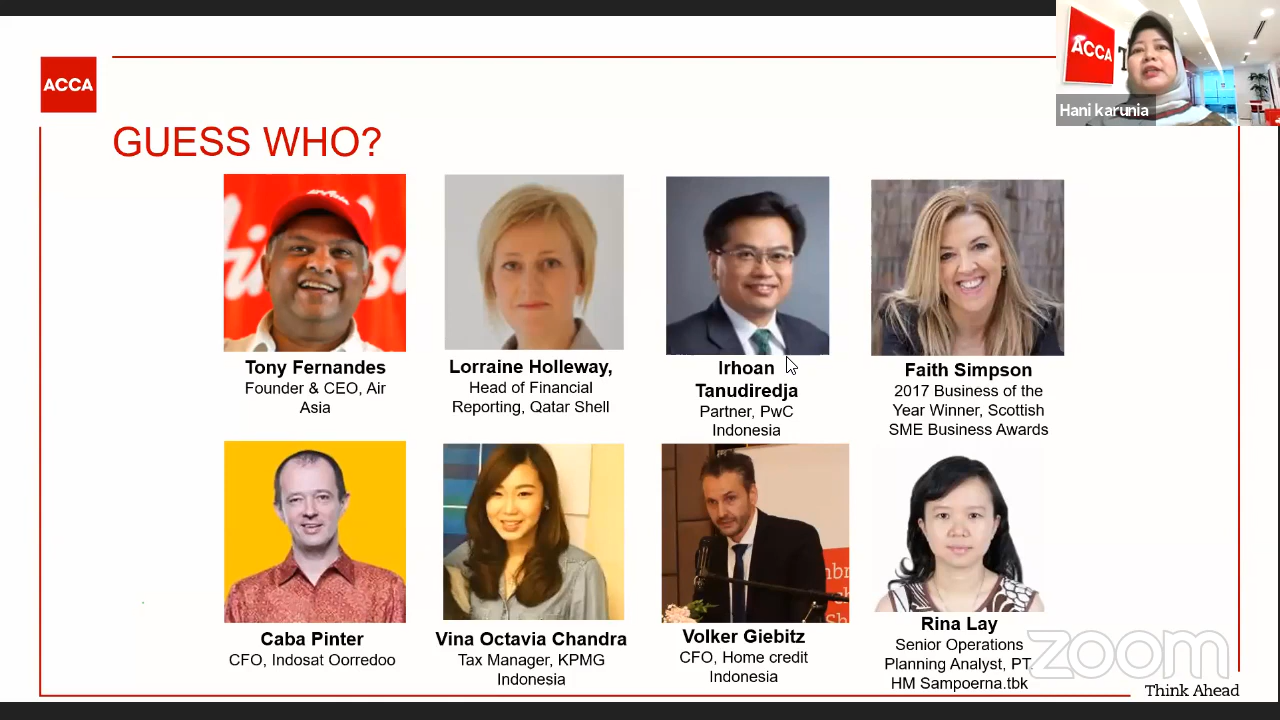 ACCA
ACCA
T
Hani karunia
GUESS WHO?
Tony Fernandes
Founder & CEO, Air
Asia
Lorraine Holleway,
Head of Financial
Reporting, Qatar Shell
Irhoan
Tanudiredja
Partner, PwC
Indonesia
Faith Simpson
2017 Business of the
Year Winner, Scottish
SME Business Awards
Caba Pinter
CFO, Indosat Oorredoo
Vina Octavia Chandra
Tax Manager, KPMG
Indonesia
Volker Giebitz
CFO, Home credit
Indonesia
Rina Lay
Senior Operations
Planning Analyst, PT.
HM Sampoerna.tbk
zoom
Think Ahead